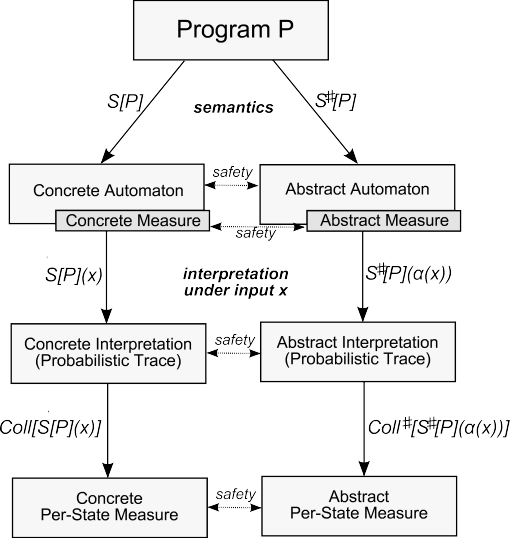 Program P
S[P]
semantics
S♯[P]
Concrete Automaton
safety
Abstract Automaton
Concrete Measure
safety
Abstract Measure
S[P](x)
interpretation
under input x
S♯[P](α(x))
Concrete Interpretation
(Probabilistic Trace)
safety
Abstract Interpretation
(Probabilistic Trace)
Coll[S[P](x)]
Coll♯[S♯[P](α(x))]
Concrete
Per-State Measure
safety
Abstract
Per-State Measure